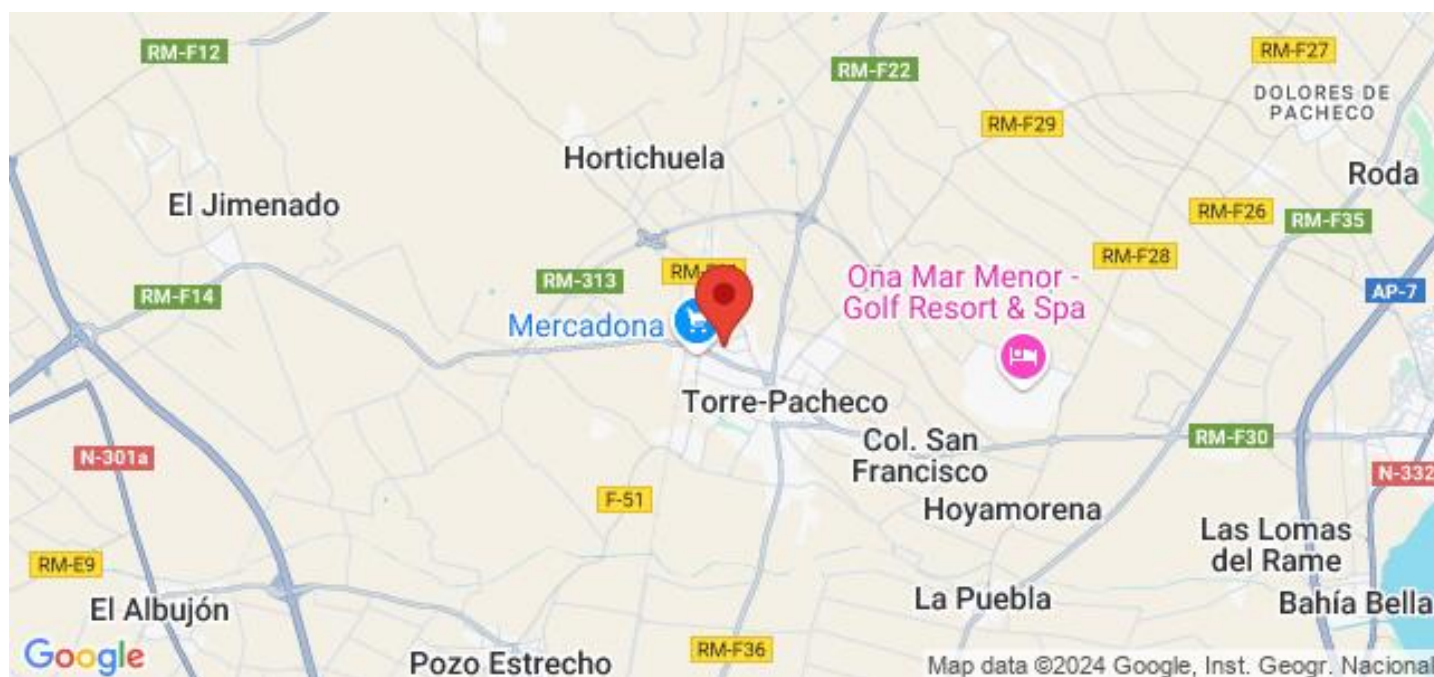 RM-F12
RM-F27
RM-F22
DOLORES DE
PACHECO
RM-F29
Hortichuela
Roda
El Jimenado
RM-F26
RM-F35
RM-F28
RM-313
Ona Mar Menor -
Golf Resort & Spa
RM-F14
AP-7
Mercadona
Torre-Pacheco
Col. San
Francisco
RM-F30
N-301a
N-332
F-51
Hoyamorena
Las Lomas
del Rame
RM-E9
El Albujón
La Puebla
Bahía Bella
Google
Pozo Estrecho
RM-F36
Map data ©2024 Google, Inst. Geogr. Nacional